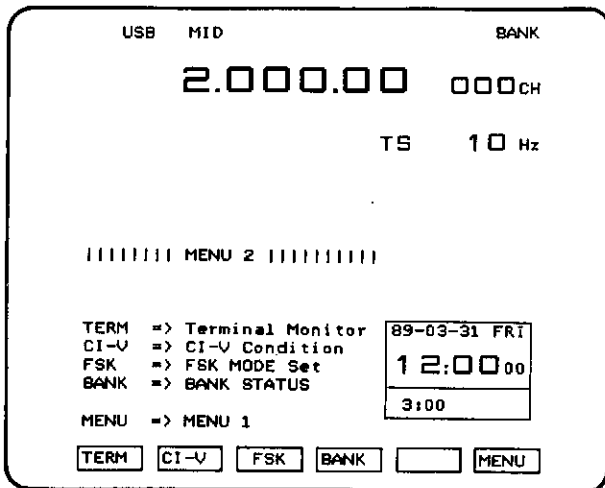 USB MID BANK
2.000.00 000CH
TS 10 Hz
|||||||| MENU 2 ||||||||||
TERM => Terminal Monitor
CI-V => CI-V Condition
FSK => FSK MODE Set
BANK => BANK STATUS
MENU => MENU 1
89-03-31 FRI
12:00 00
3:00
TERM CI-V FSK BANK MENU